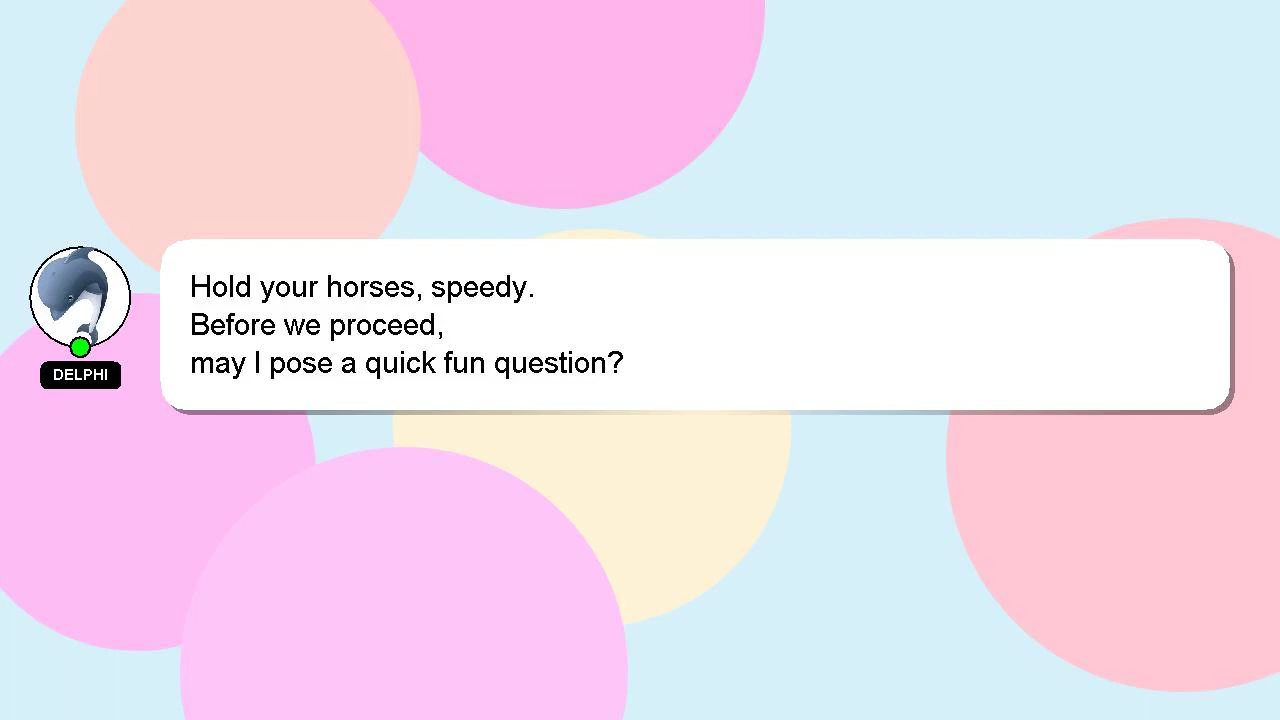 Hold your horses, speedy.
Before we proceed,
may I pose a quick fun question?
DELPHI